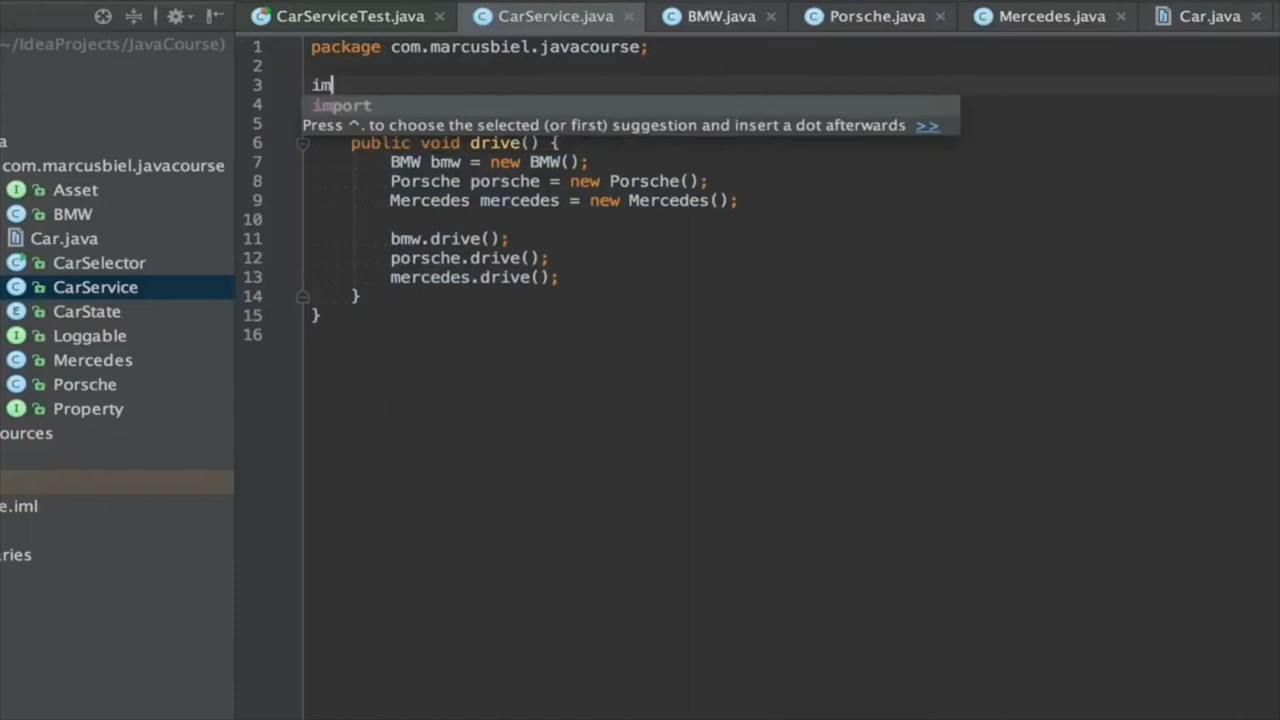 CarServiceTest.java
CarService.java
BMW.java
Porsche.java
Mercedes.java
Car.java
~/IdeaProjects/JavaCourse)
a
com.marcusbiel.javacourse
Asset
BMW
Car.java
CarSelector
CarService
CarState
Loggable
Mercedes
Porsche
Property
ources
e.iml
ries
1 package com.marcusbiel.javacourse;
2
3 im
4 import
5 Press ^. to choose the selected (or first) suggestion and insert a dot afterwards >>
6 public void drive() {
7 BMW bmw = new BMW();
8 Porsche porsche = new Porsche();
9 Mercedes mercedes = new Mercedes();
10
11 bmw.drive();
12 porsche.drive();
13 mercedes.drive();
14 }
15 }
16